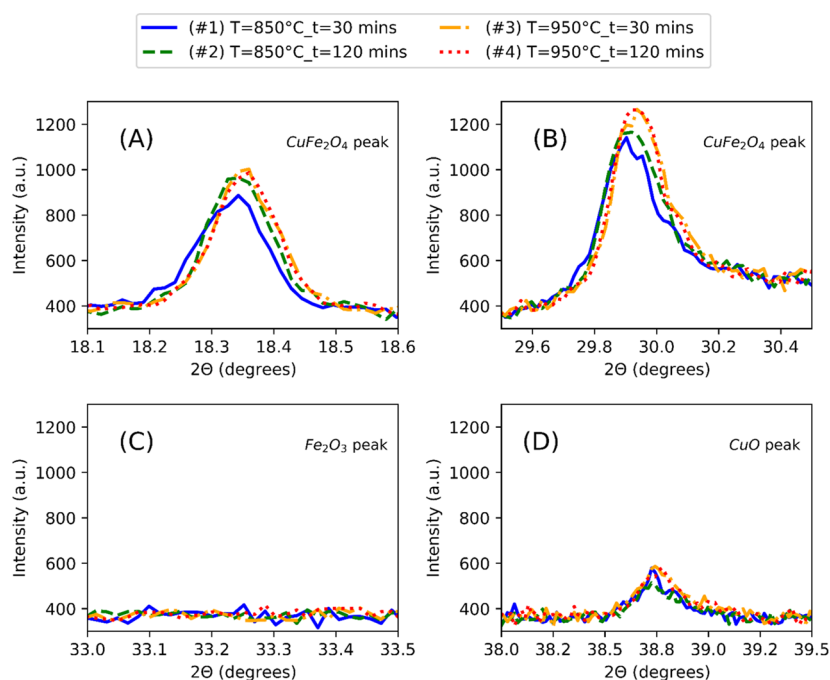 (#1) T=850°C_t=30 mins
(#2) T=850°C_t=120 mins
(#3) T=950°C_t=30 mins
(#4) T=950°C_t=120 mins
(A)
CuFe₂O₄ peak
Intensity (a.u.)
1200
1000
800
600
400
18.1 18.2 18.3 18.4 18.5 18.6
2Θ (degrees)
(B)
CuFe₂O₄ peak
Intensity (a.u.)
1200
1000
800
600
400
29.6 29.8 30.0 30.2 30.4
2Θ (degrees)
(C)
Fe₂O₃ peak
Intensity (a.u.)
1200
1000
800
600
400
33.0 33.1 33.2 33.3 33.4 33.5
2Θ (degrees)
(D)
CuO peak
Intensity (a.u.)
1200
1000
800
600
400
38.0 38.2 38.5 38.8 39.0 39.2 39.5
2Θ (degrees)